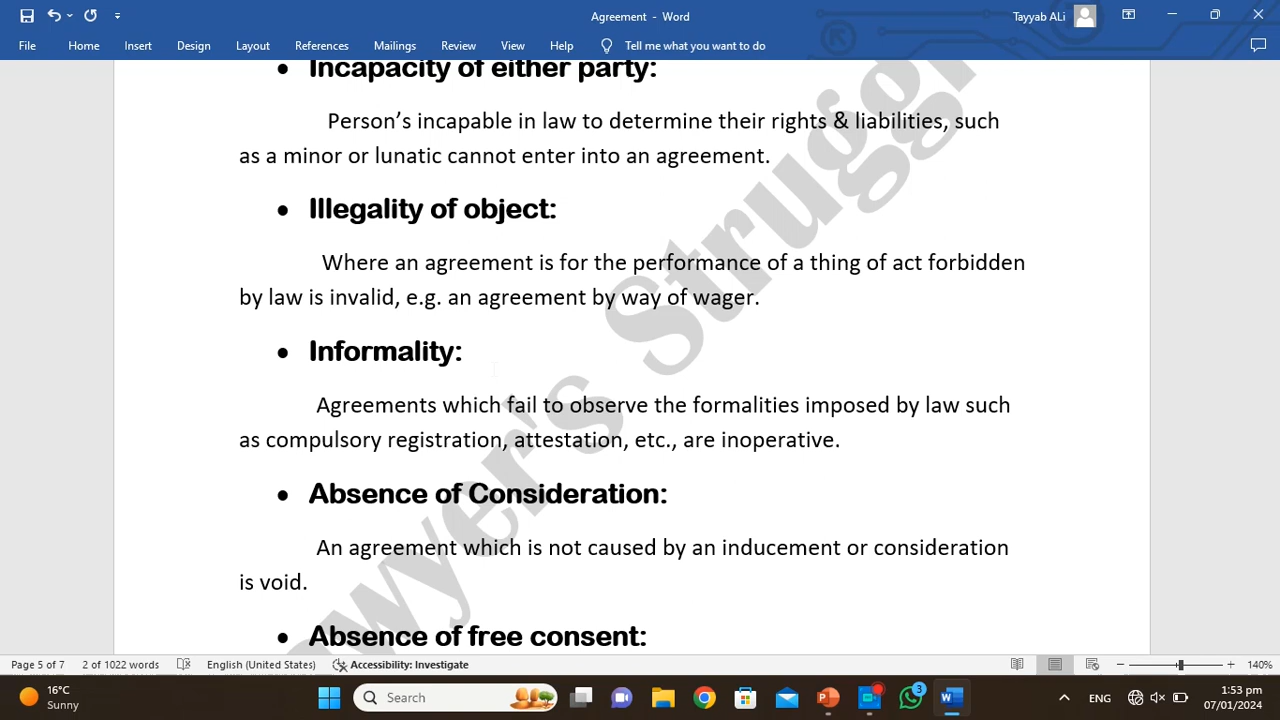 Agreement - Word
Tayyab ALi
File Home Insert Design Layout References Mailings Review View Help Tell me what you want to do
• Incapacity of either party:
Person’s incapable in law to determine their rights & liabilities, such
as a minor or lunatic cannot enter into an agreement.
• Illegality of object:
Where an agreement is for the performance of a thing of act forbidden
by law is invalid, e.g. an agreement by way of wager.
• Informality:
Agreements which fail to observe the formalities imposed by law such
as compulsory registration, attestation, etc., are inoperative.
• Absence of Consideration:
An agreement which is not caused by an inducement or consideration
is void.
• Absence of free consent:
Page 5 of 7 2 of 1022 words English (United States) Accessibility: Investigate 140%
16°C
Sunny
Search
3
ENG
1:53 pm
07/01/2024